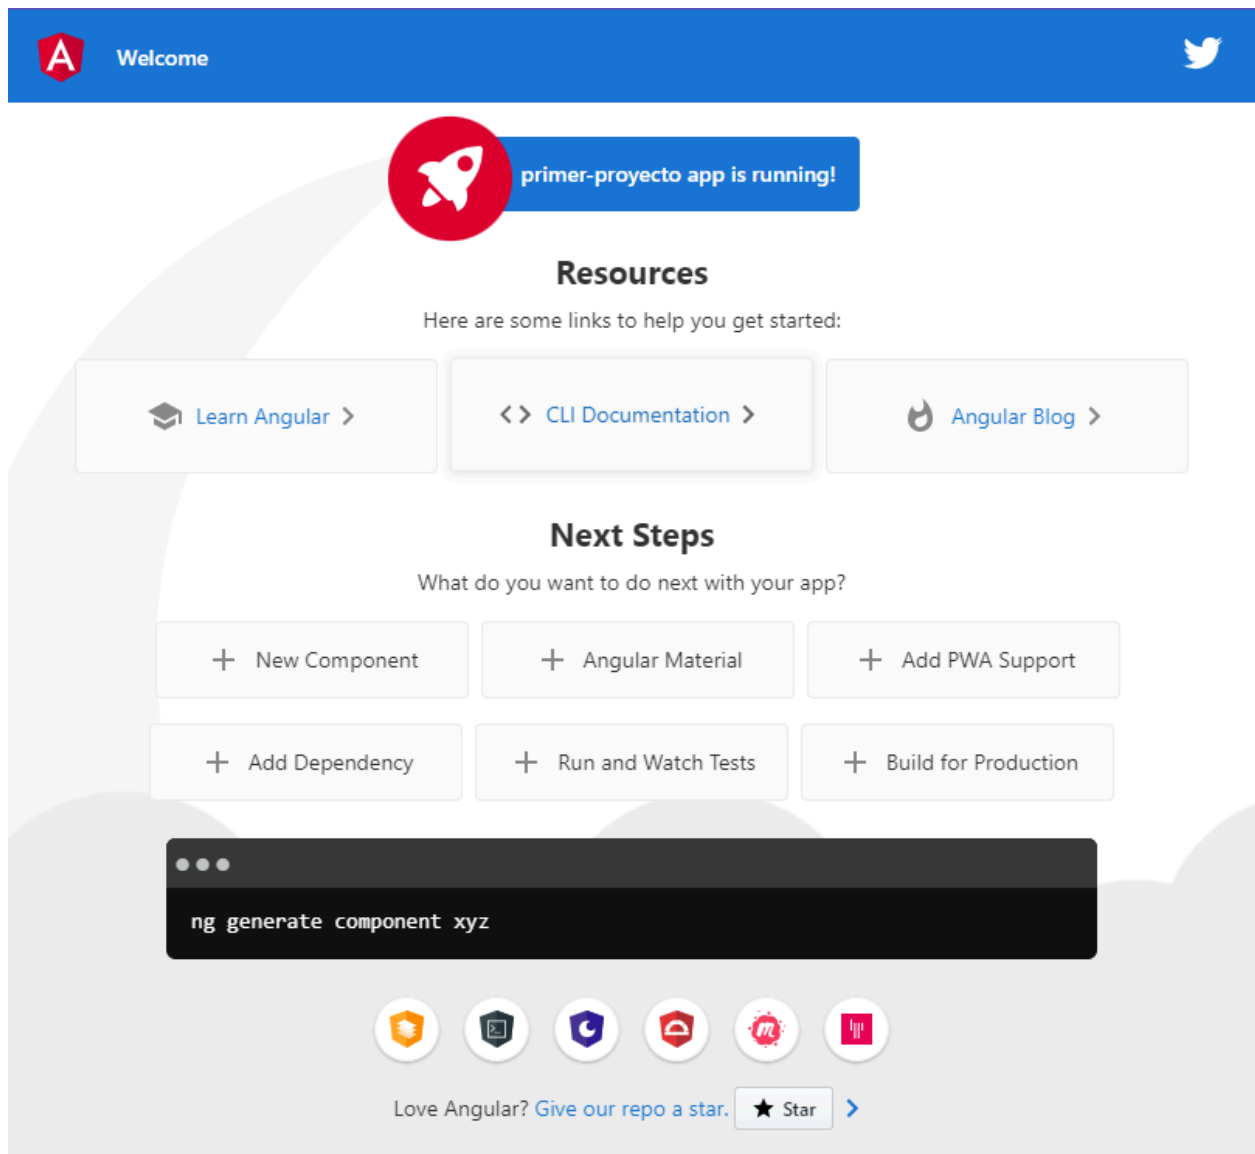 Welcome
primer-proyecto app is running!
Resources
Here are some links to help you get started:
Learn Angular
CLI Documentation
Angular Blog
Next Steps
What do you want to do next with your app?
New Component
Angular Material
Add PWA Support
Add Dependency
Run and Watch Tests
Build for Production
ng generate component xyz
Love Angular? Give our repo a star. Star